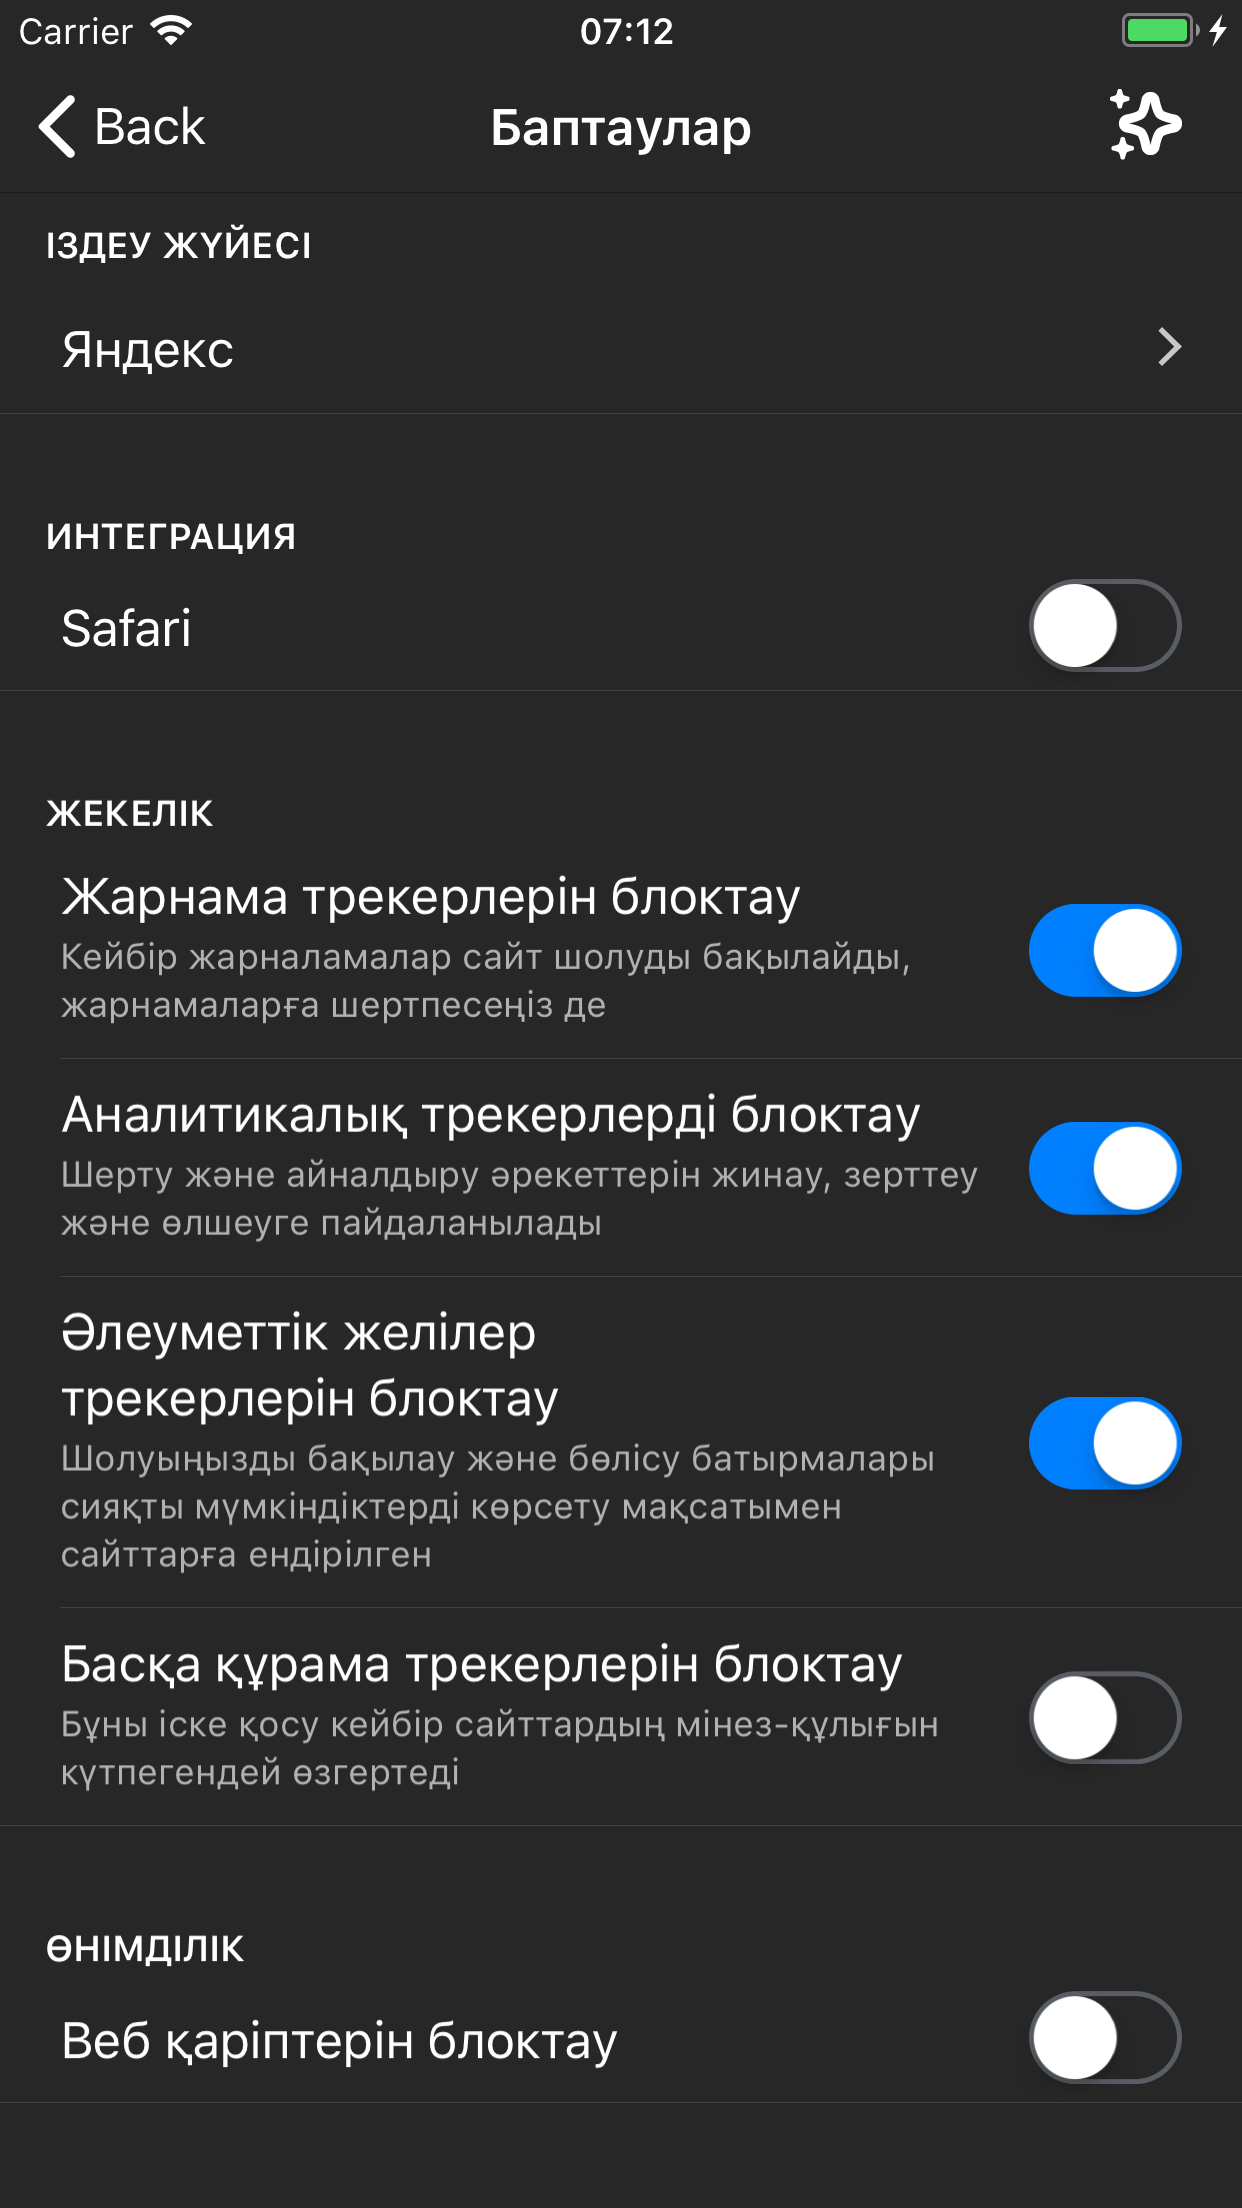 Carrier
07:12
Back
Баптаулар
ІЗДЕУ ЖҮЙЕСІ
Яндекс
ИНТЕГРАЦИЯ
Safari
ЖЕКЕЛІК
Жарнама трекерлерін блоктау
Кейбір жарналамалар сайт шолуды бақылайды,
жарнамаларға шертпесеңіз де
Аналитикалық трекерлерді блоктау
Шерту және айналдыру әрекеттерін жинау, зерттеу
және өлшеуге пайдаланылады
Әлеуметтік желілер
трекерлерін блоктау
Шолуыңызды бақылау және бөлісу батырмалары
сияқты мүмкіндіктерді көрсету мақсатымен
сайттарға ендірілген
Басқа құрама трекерлерін блоктау
Бұны іске қосу кейбір сайттардың мінез-құлығын
күтпегендей өзгертеді
ӨНІМДІЛІК
Веб қаріптерін блоктау